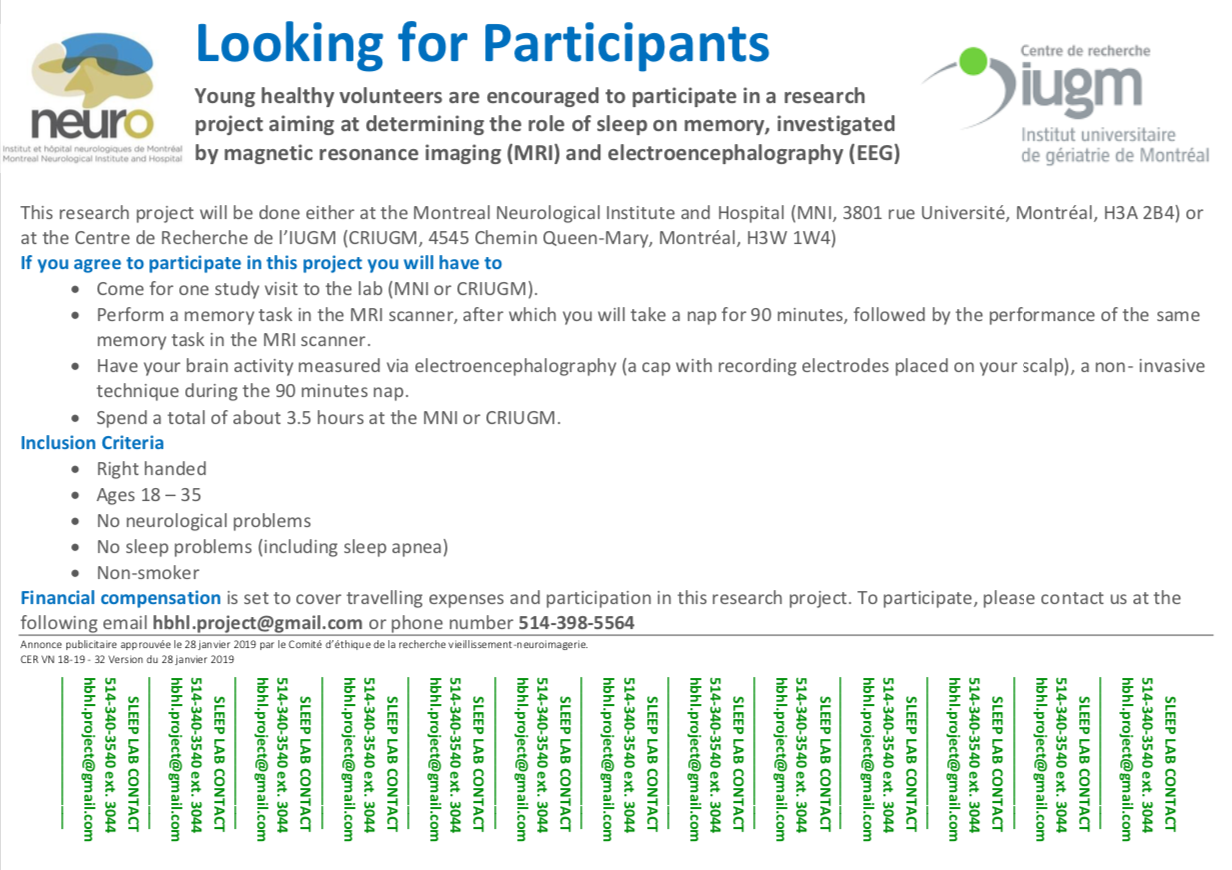 neuro
Institut et hôpital neurologiques de Montréal
Montreal Neurological Institute and Hospital
Looking for Participants
Young healthy volunteers are encouraged to participate in a research
project aiming at determining the role of sleep on memory, investigated
by magnetic resonance imaging (MRI) and electroencephalography (EEG)
Centre de recherche
iugm
Institut universitaire
de gériatrie de Montréal
This research project will be done either at the Montreal Neurological Institute and Hospital (MNI, 3801 rue Université, Montréal, H3A 2B4) or
at the Centre de Recherche de l'IUGM (CRIUGM, 4545 Chemin Queen-Mary, Montréal, H3W 1W4)
If you agree to participate in this project you will have to
• Come for one study visit to the lab (MNI or CRIUGM).
• Perform a memory task in the MRI scanner, after which you will take a nap for 90 minutes, followed by the performance of the same
memory task in the MRI scanner.
• Have your brain activity measured via electroencephalography (a cap with recording electrodes placed on your scalp), a non- invasive
technique during the 90 minutes nap.
• Spend a total of about 3.5 hours at the MNI or CRIUGM.
Inclusion Criteria
• Right handed
• Ages 18 – 35
• No neurological problems
• No sleep problems (including sleep apnea)
• Non-smoker
Financial compensation is set to cover travelling expenses and participation in this research project. To participate, please contact us at the
following email hbhl.project@gmail.com or phone number 514-398-5564
Annonce publicitaire approuvée le 28 janvier 2019 par le Comité d'éthique de la recherche vieillissement-neuroimagerie.
CER VN 18-19 - 32 Version du 28 janvier 2019
SLEEP LAB CONTACT
514-340-3540 ext. 3044
hbhl.project@gmail.com
SLEEP LAB CONTACT
514-340-3540 ext. 3044
hbhl.project@gmail.com
SLEEP LAB CONTACT
514-340-3540 ext. 3044
hbhl.project@gmail.com
SLEEP LAB CONTACT
514-340-3540 ext. 3044
hbhl.project@gmail.com
SLEEP LAB CONTACT
514-340-3540 ext. 3044
hbhl.project@gmail.com
SLEEP LAB CONTACT
514-340-3540 ext. 3044
hbhl.project@gmail.com
SLEEP LAB CONTACT
514-340-3540 ext. 3044
hbhl.project@gmail.com
SLEEP LAB CONTACT
514-340-3540 ext. 3044
hbhl.project@gmail.com
SLEEP LAB CONTACT
514-340-3540 ext. 3044
hbhl.project@gmail.com
SLEEP LAB CONTACT
514-340-3540 ext. 3044
hbhl.project@gmail.com
SLEEP LAB CONTACT
514-340-3540 ext. 3044
hbhl.project@gmail.com
SLEEP LAB CONTACT
514-340-3540 ext. 3044
hbhl.project@gmail.com
SLEEP LAB CONTACT
514-340-3540 ext. 3044
hbhl.project@gmail.com